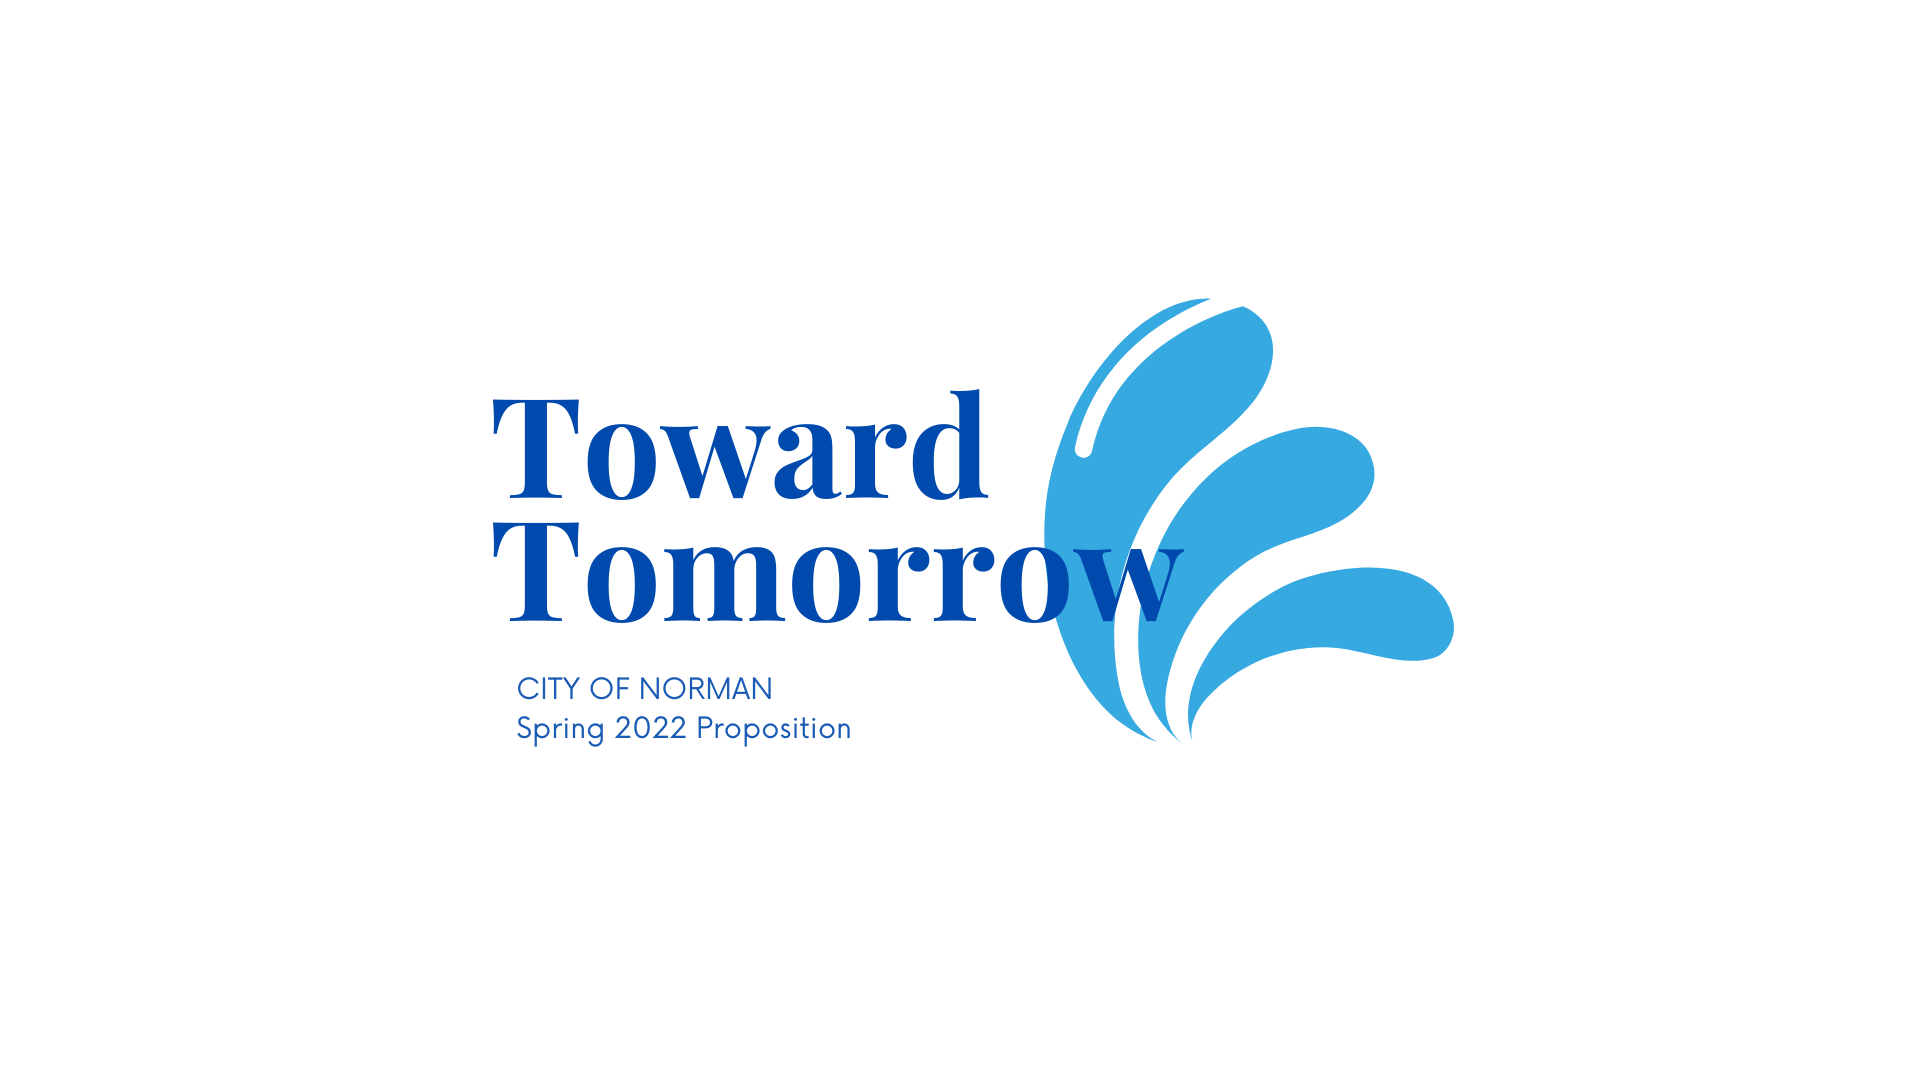 Toward
Tomorrow
CITY OF NORMAN
Spring 2022 Proposition